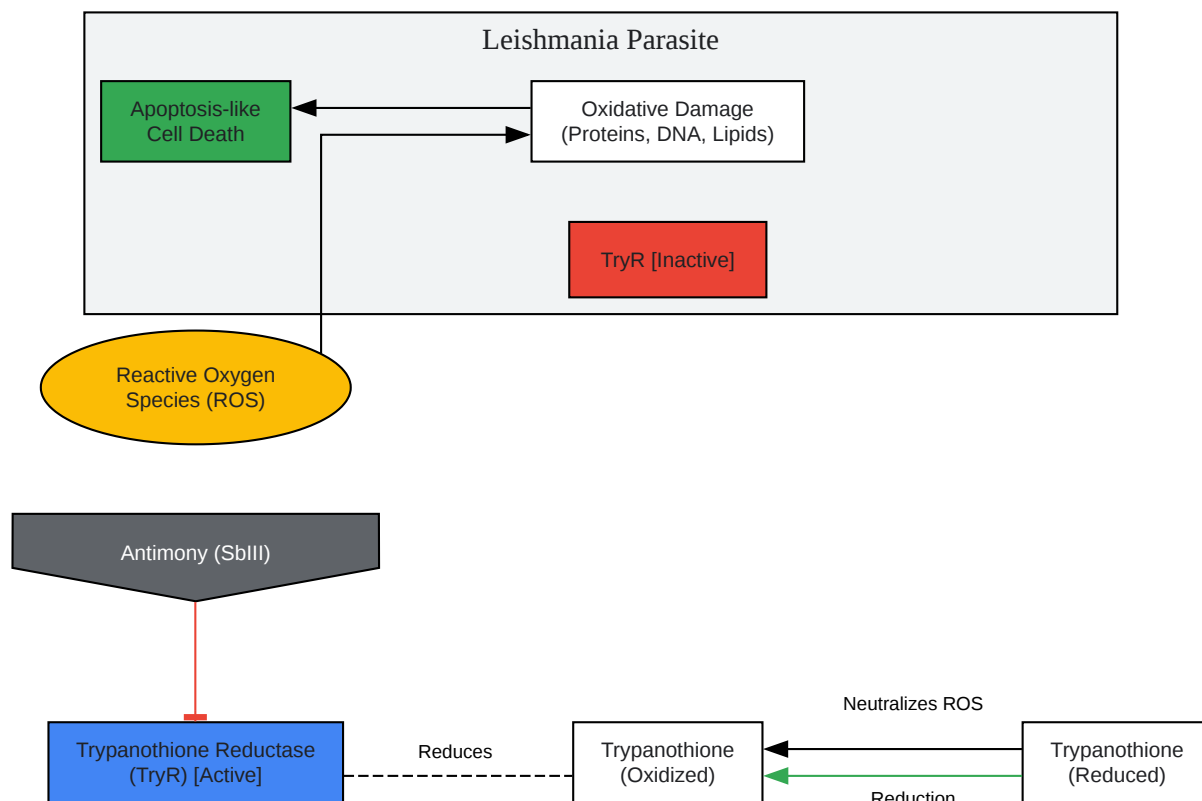 Leishmania Parasite
Apoptosis-like
Cell Death
Oxidative Damage
(Proteins, DNA, Lipids)
TryR [Inactive]
Reactive Oxygen
Species (ROS)
Antimony (SbIII)
Neutralizes ROS
Trypanothione Reductase
(TryR) [Active]
Reduces
Trypanothione
(Oxidized)
Trypanothione
(Reduced)
Reduction